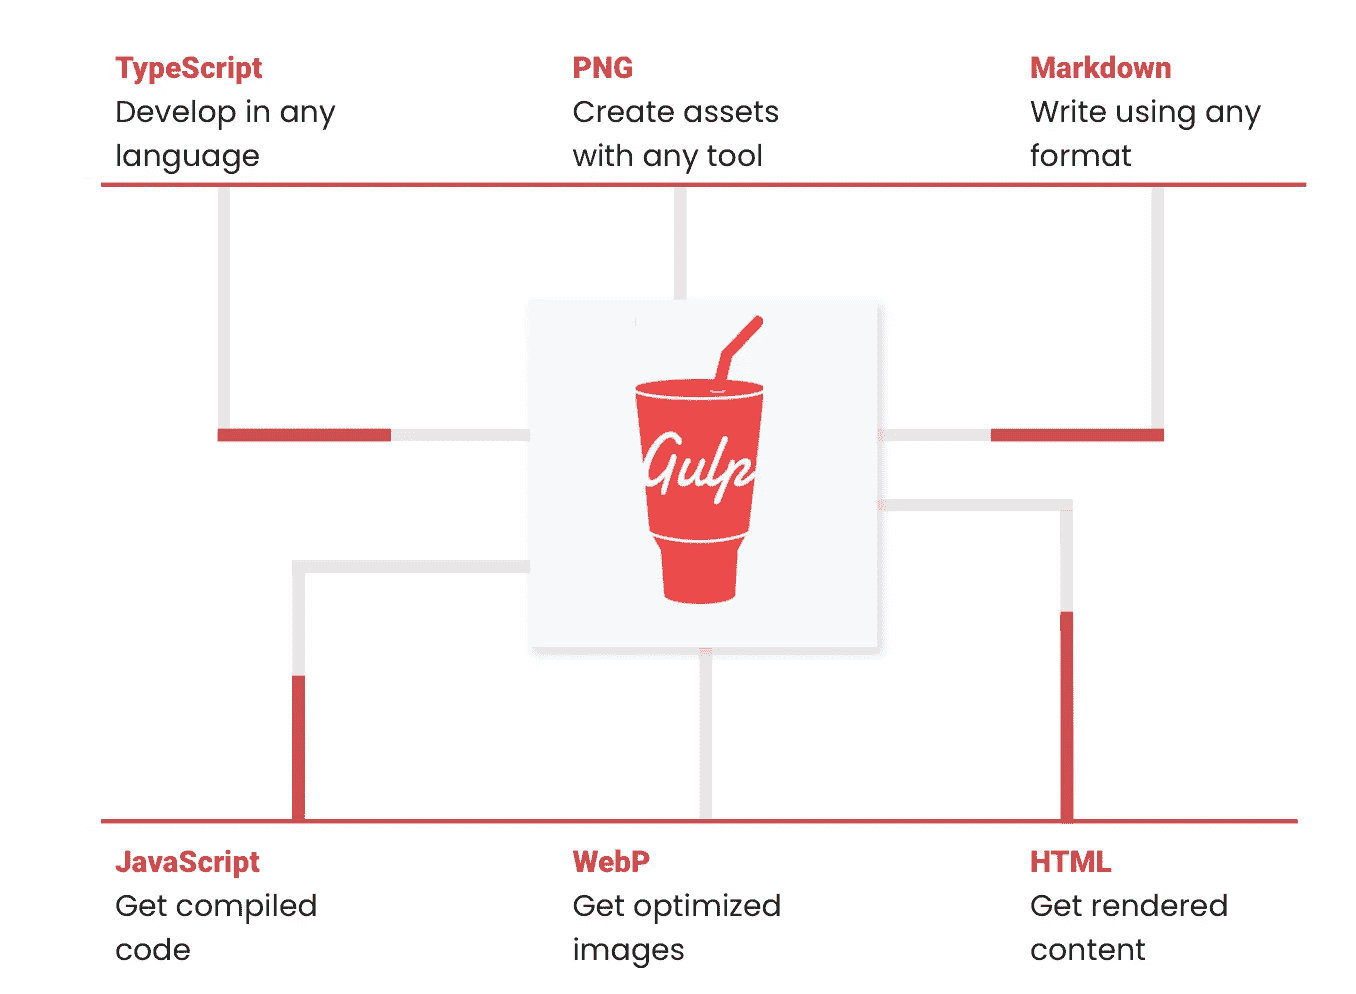 TypeScript
Develop in any
language
PNG
Create assets
with any tool
Markdown
Write using any
format
Gulp
JavaScript
Get compiled
code
WebP
Get optimized
images
HTML
Get rendered
content